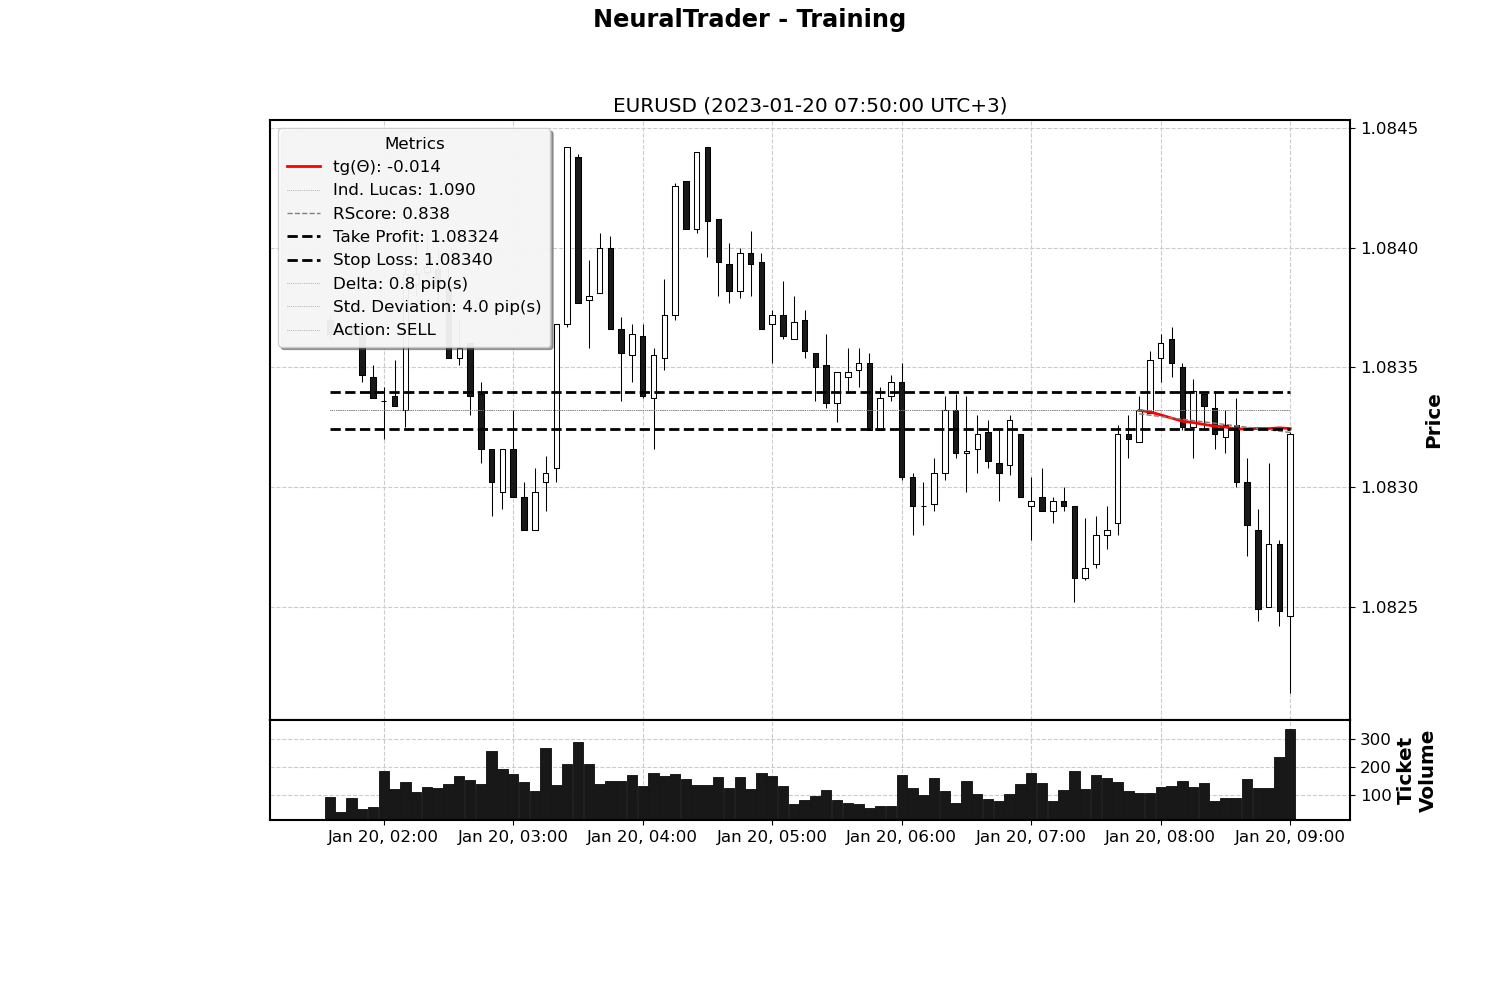 NeuralTrader - Training
EURUSD (2023-01-20 07:50:00 UTC+3)
Metrics
tg(Θ): -0.014
Ind. Lucas: 1.090
RScore: 0.838
Take Profit: 1.08324
Stop Loss: 1.08340
Delta: 0.8 pip(s)
Std. Deviation: 4.0 pip(s)
Action: SELL
1.0845
1.0840
1.0835
1.0830
1.0825
Price
300
200
100
Ticket
Volume
Jan 20, 02:00
Jan 20, 03:00
Jan 20, 04:00
Jan 20, 05:00
Jan 20, 06:00
Jan 20, 07:00
Jan 20, 08:00
Jan 20, 09:00